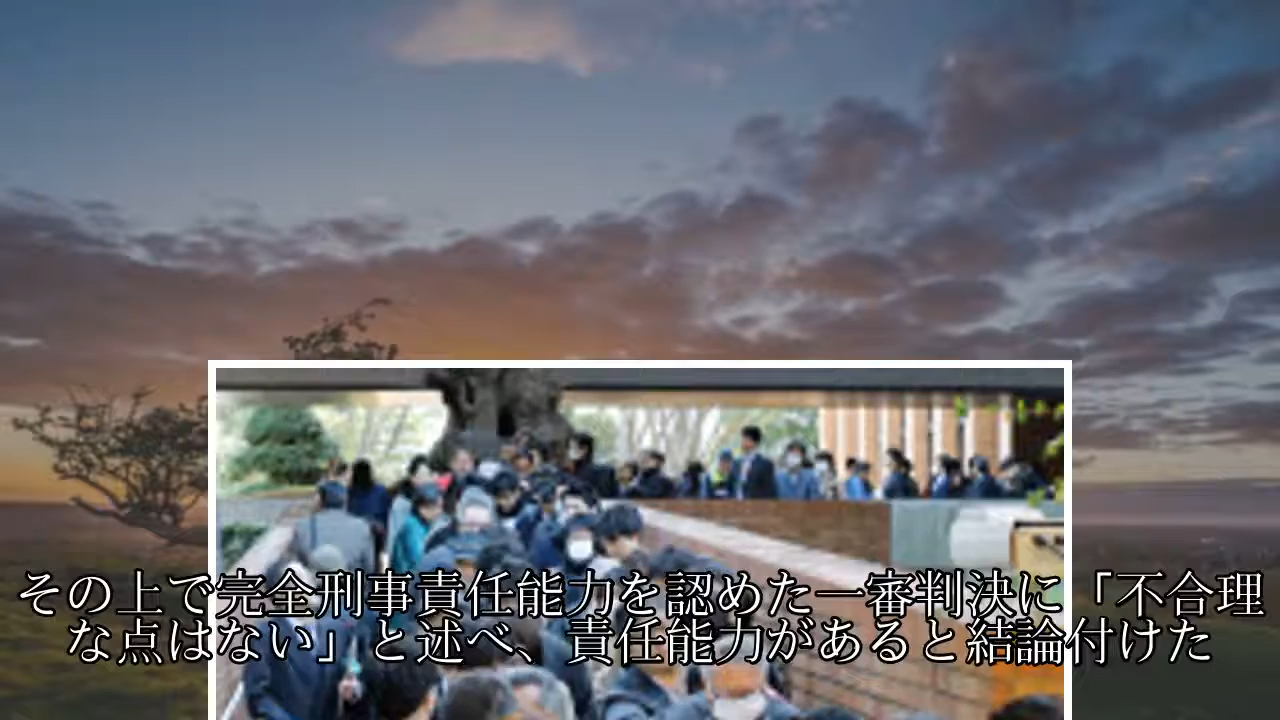 その上で完全刑事責任能力を認めた一審判決に「不合理
な点はない」と述べ、責任能力があると結論付けた